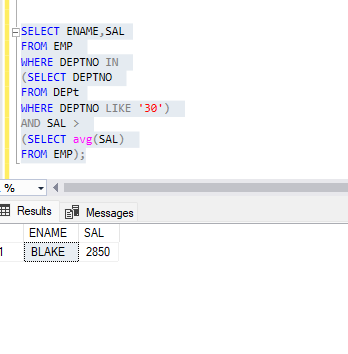 SELECT ENAME,SAL
FROM EMP
WHERE DEPTNO IN
(SELECT DEPTNO
FROM DEPt
WHERE DEPTNO LIKE '30')
AND SAL >
(SELECT avg(SAL)
FROM EMP);
%
Results Messages
ENAME SAL
1 BLAKE 2850